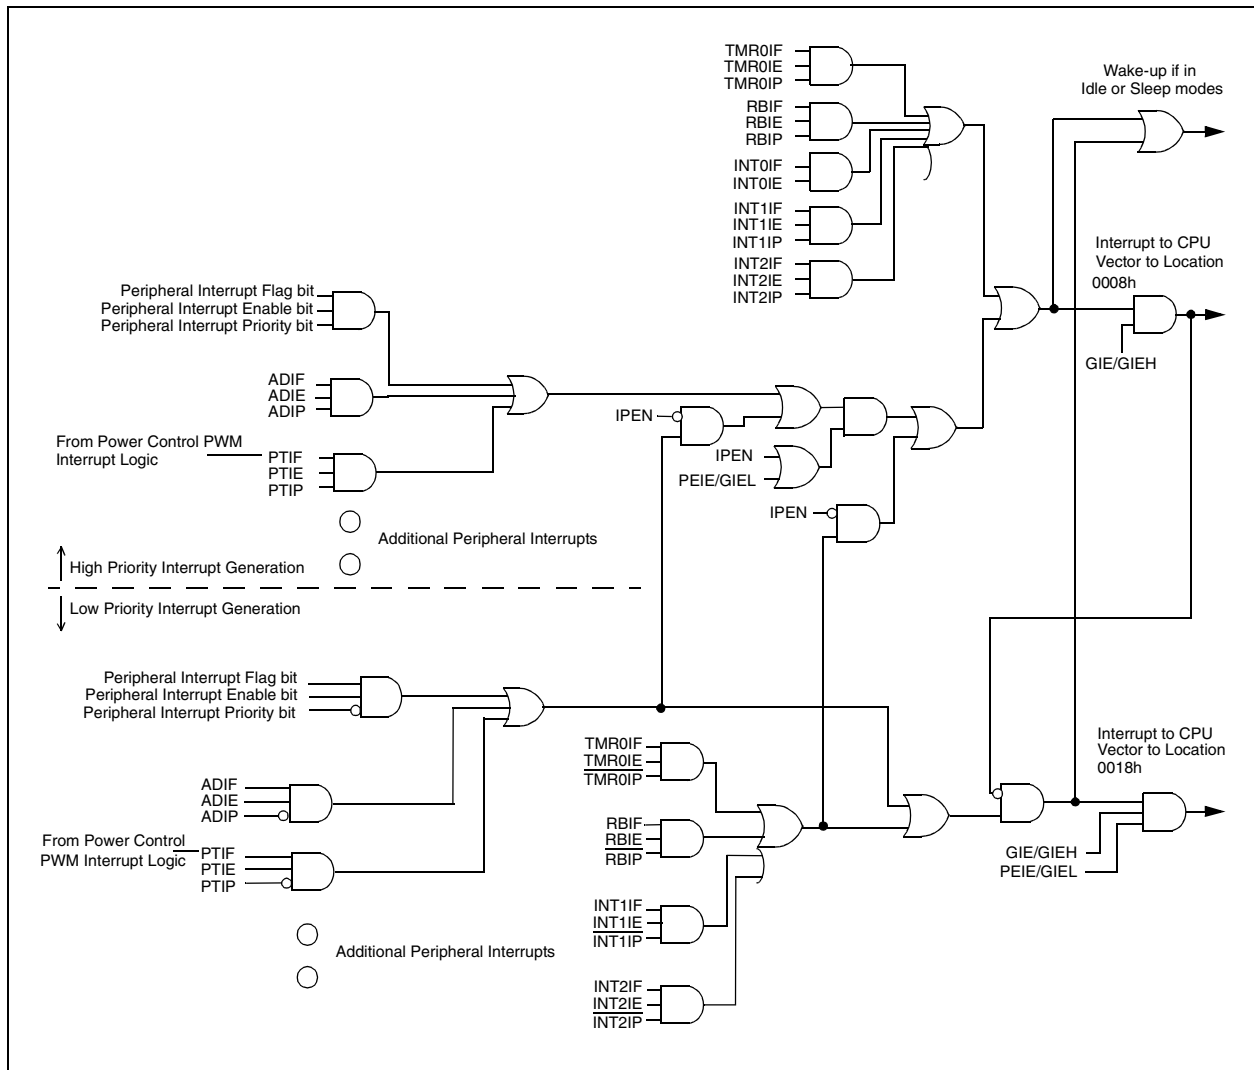 TMR0IF
TMR0IE
TMR0IP
RBIF
RBIE
RBIP
INT0IF
INT0IE
INT1IF
INT1IE
INT1IP
INT2IF
INT2IE
INT2IP
Wake-up if in
Idle or Sleep modes
Interrupt to CPU
Vector to Location
0008h
GIE/GIEH
Peripheral Interrupt Flag bit
Peripheral Interrupt Enable bit
Peripheral Interrupt Priority bit
ADIF
ADIE
ADIP
From Power Control PWM
Interrupt Logic
PTIF
PTIE
PTIP
IPEN
IPEN
PEIE/GIEL
IPEN
Additional Peripheral Interrupts
High Priority Interrupt Generation
Low Priority Interrupt Generation
Peripheral Interrupt Flag bit
Peripheral Interrupt Enable bit
Peripheral Interrupt Priority bit
ADIF
ADIE
ADIP
From Power Control
PWM Interrupt Logic
PTIF
PTIE
PTIP
Additional Peripheral Interrupts
TMR0IF
TMR0IE
TMR0IP
RBIF
RBIE
RBIP
INT1IF
INT1IE
INT1IP
INT2IF
INT2IE
INT2IP
Interrupt to CPU
Vector to Location
0018h
GIE/GIEH
PEIE/GIEL